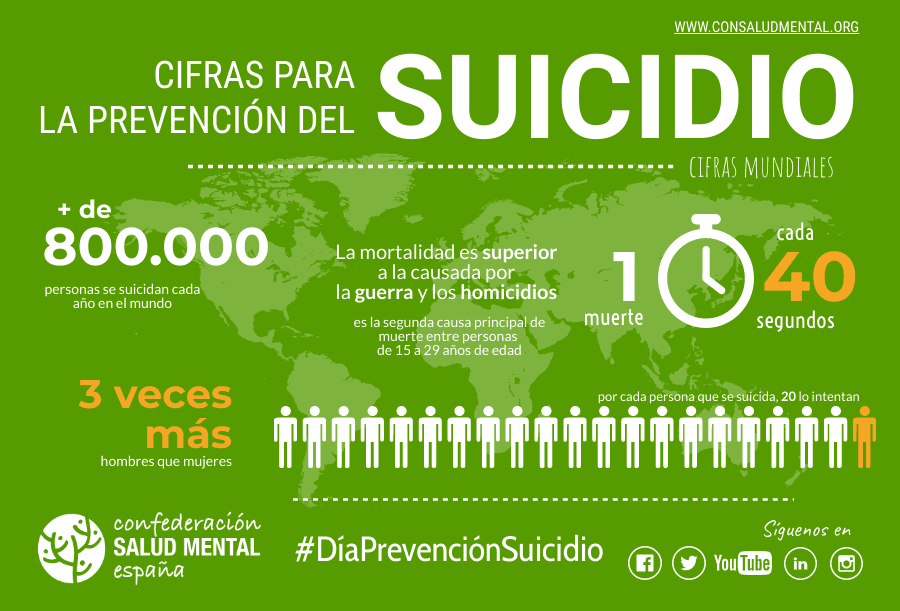 WWW.CONSALUDMENTAL.ORG
CIFRAS PARA
LA PREVENCIÓN DEL
SUICIDIO
CIFRAS MUNDIALES
+ de
800.000
personas se suicidan cada
año en el mundo
La mortalidad es superior
a la causada por
la guerra y los homicidios
es la segunda causa principal de
muerte entre personas
de 15 a 29 años de edad
1
muerte
cada
40
segundos
3 veces
más
hombres que mujeres
por cada persona que se suicida, 20 lo intentan
confederación
SALUD MENTAL
españa
#DíaPrevenciónSuicidio
Síguenos en
YouTube
in